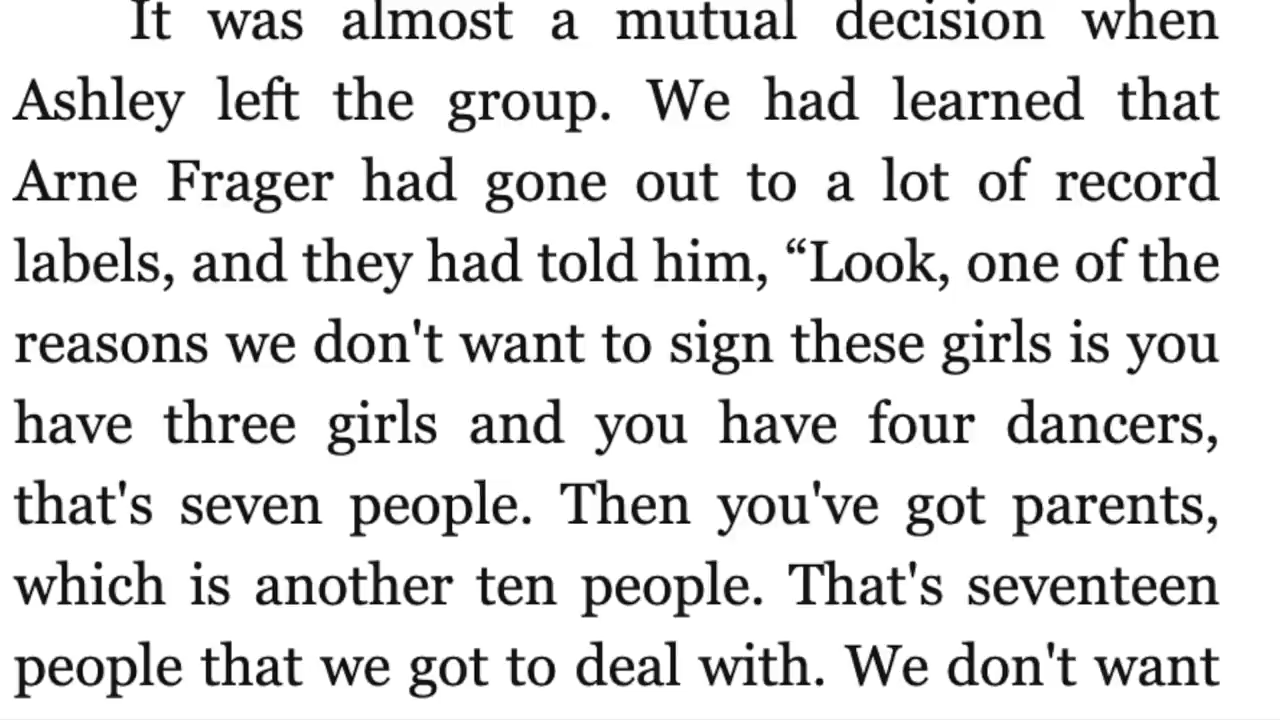 It was almost a mutual decision when
Ashley left the group. We had learned that
Arne Frager had gone out to a lot of record
labels, and they had told him, “Look, one of the
reasons we don't want to sign these girls is you
have three girls and you have four dancers,
that's seven people. Then you've got parents,
which is another ten people. That's seventeen
people that we got to deal with. We don't want